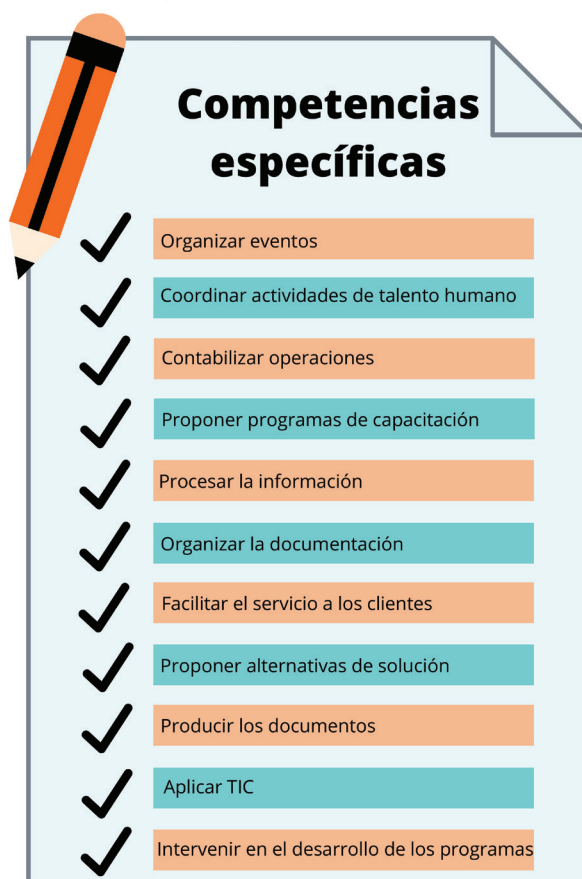 Competencias
específicas
Organizar eventos
Coordinar actividades de talento humano
Contabilizar operaciones
Proponer programas de capacitación
Procesar la información
Organizar la documentación
Facilitar el servicio a los clientes
Proponer alternativas de solución
Producir los documentos
Aplicar TIC
Intervenir en el desarrollo de los programas